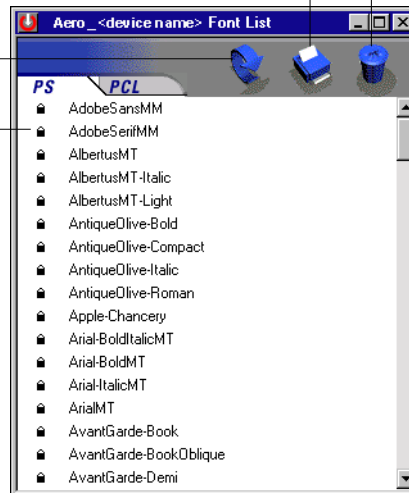 Aero_<device name> Font List
PS PCL
AdobeSansMM
AdobeSerifMM
AlbertusMT
AlbertusMT-Italic
AlbertusMT-Light
AntiqueOlive-Bold
AntiqueOlive-Compact
AntiqueOlive-Italic
AntiqueOlive-Roman
Apple-Chancery
Arial-BoldItalicMT
Arial-BoldMT
Arial-ItalicMT
ArialMT
AvantGarde-Book
AvantGarde-BookOblique
AvantGarde-Demi